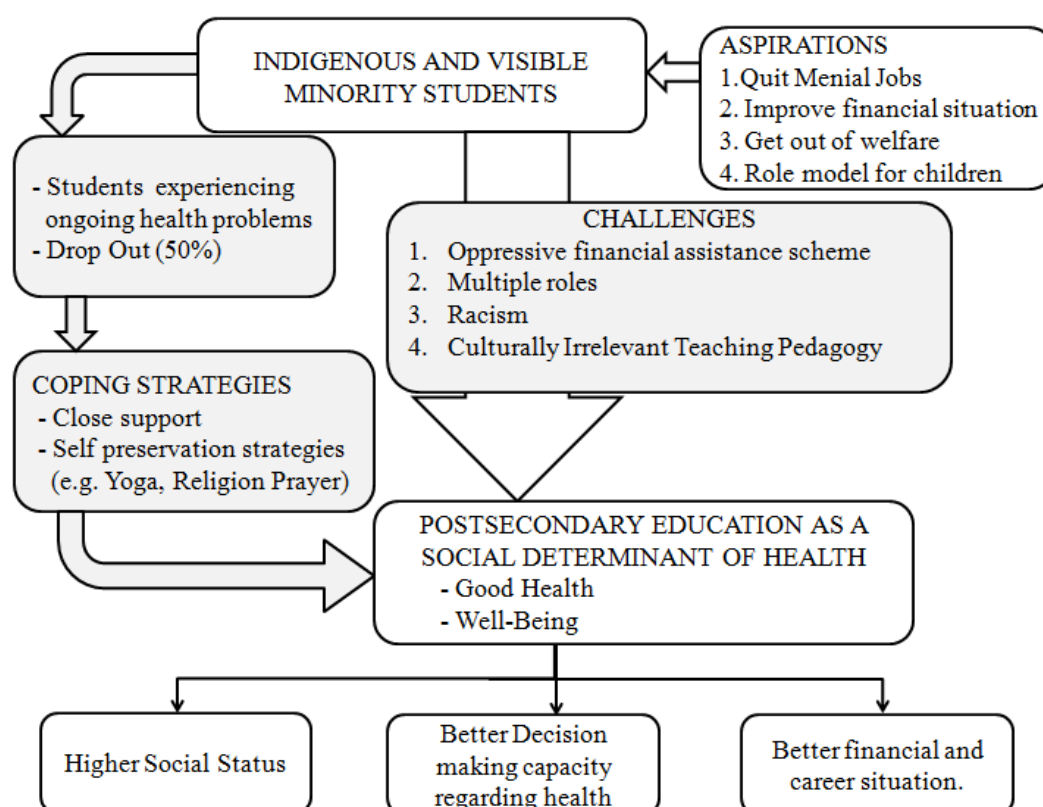 INDIGENOUS AND VISIBLE
MINORITY STUDENTS
ASPIRATIONS
1.Quit Menial Jobs
2. Improve financial situation
3. Get out of welfare
4. Role model for children
- Students experiencing
ongoing health problems
- Drop Out (50%)
CHALLENGES
1. Oppressive financial assistance scheme
2. Multiple roles
3. Racism
4. Culturally Irrelevant Teaching Pedagogy
COPING STRATEGIES
- Close support
- Self preservation strategies
(e.g. Yoga, Religion Prayer)
POSTSECONDARY EDUCATION AS A
SOCIAL DETERMINANT OF HEALTH
- Good Health
- Well-Being
Higher Social Status
Better Decision
making capacity
regarding health
Better financial and
career situation.